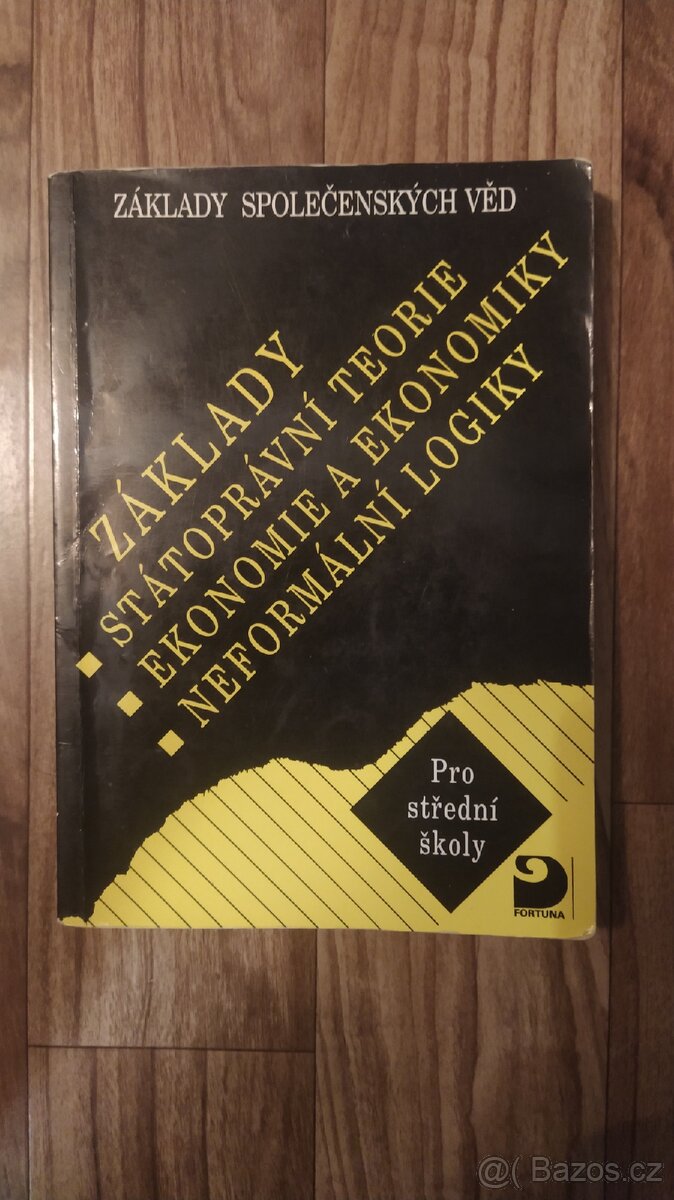 ZÁKLADY SPOLEČENSKÝCH VĚD
ZÁKLADY
STÁTOPRÁVNÍ TEORIE
EKONOMIE A EKONOMIKY
NEFORMÁLNÍ LOGIKY
Pro
střední
školy
FORTUNA
@( Bazos.cz